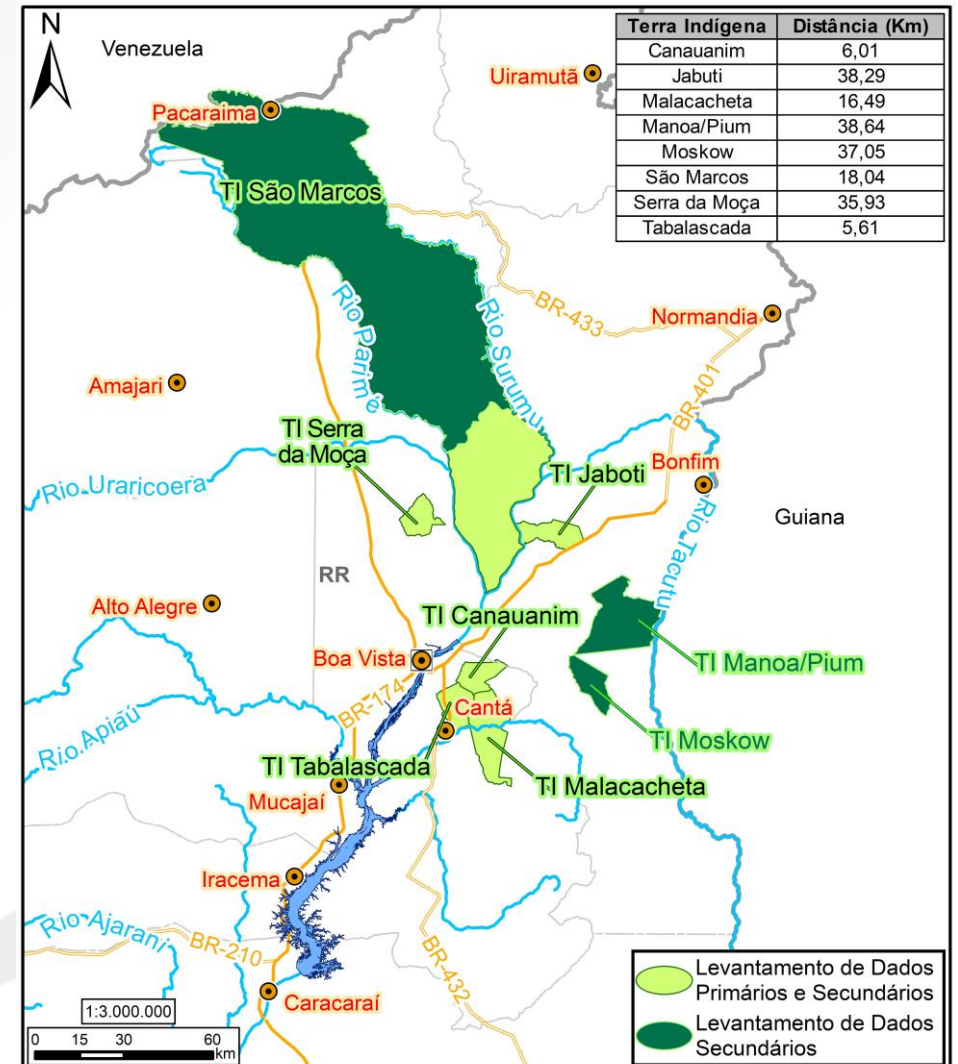 N
Venezuela
Uiramutã
Pacaraima
Terra Indígena Distância (Km)
Canauanim 6,01
Jabuti 38,29
Malacacheta 16,49
Manoa/Pium 38,64
Moskow 37,05
São Marcos 18,04
Serra da Moça 35,93
Tabalascada 5,61
TI São Marcos
BR-433
Normandia
Rio Parimé
Rio Surumu
Amajari
BR-401
TI Serra
da Moça
TI Jaboti
Bonfim
Rio Uraricoera
Rio Tacutu
Guiana
RR
Alto Alegre
TI Canauanim
Boa Vista
TI Manoa/Pium
BR-174
Cantá
Rio Apiaú
TI Moskow
TI Tabalascada
TI Malacacheta
Mucajaí
Iracema
Rio Ajarani
BR-210
BR-432
Caracaraí
1:3.000.000
0 15 30 60
km
Levantamento de Dados
Primários e Secundários
Levantamento de Dados
Secundários